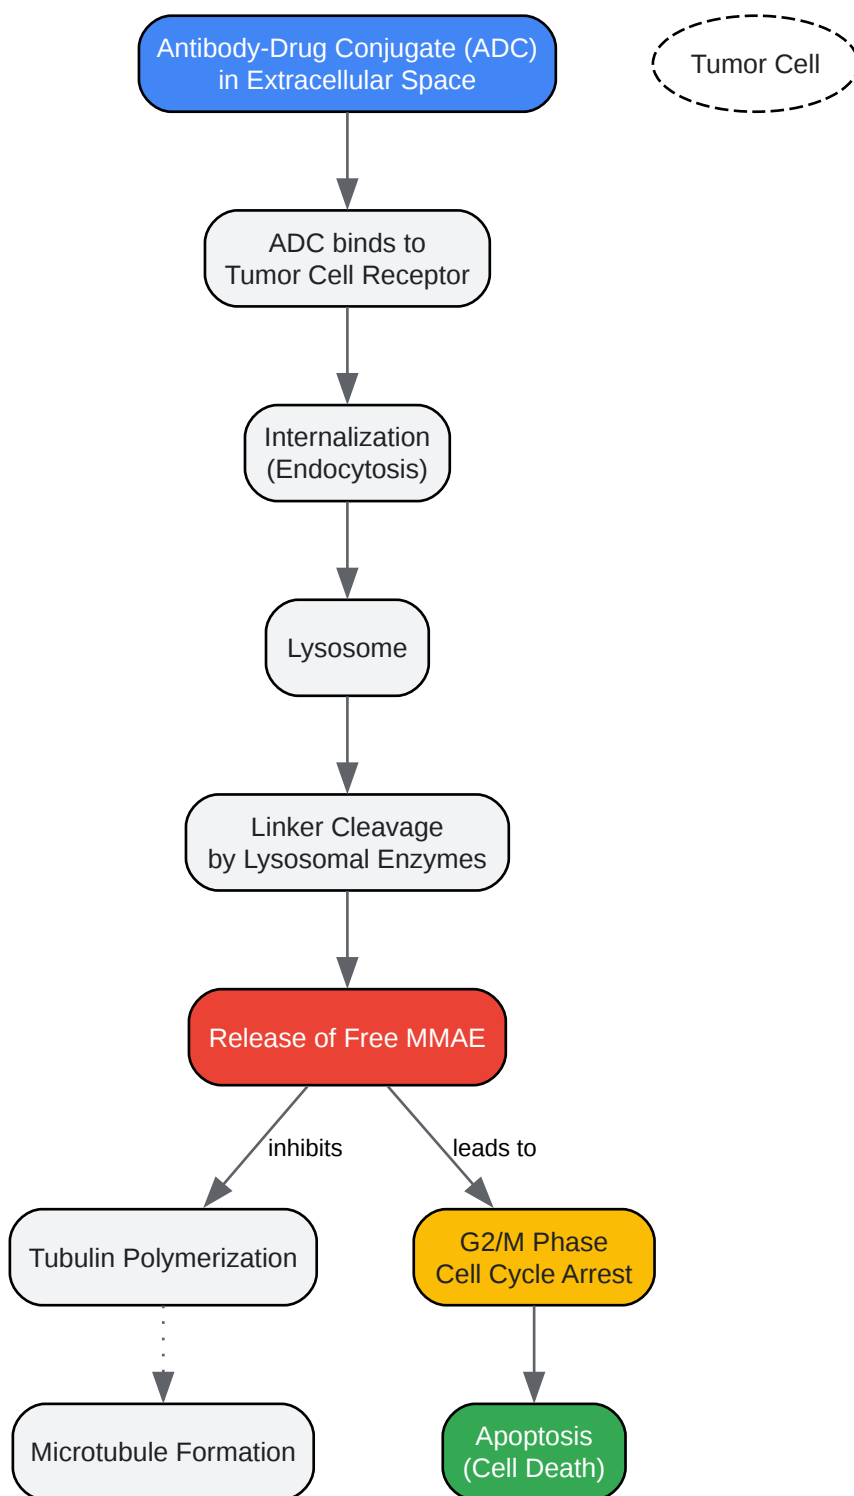 Antibody-Drug Conjugate (ADC)
in Extracellular Space
Tumor Cell
ADC binds to
Tumor Cell Receptor
Internalization
(Endocytosis)
Lysosome
Linker Cleavage
by Lysosomal Enzymes
Release of Free MMAE
inhibits
leads to
Tubulin Polymerization
G2/M Phase
Cell Cycle Arrest
Microtubule Formation
Apoptosis
(Cell Death)